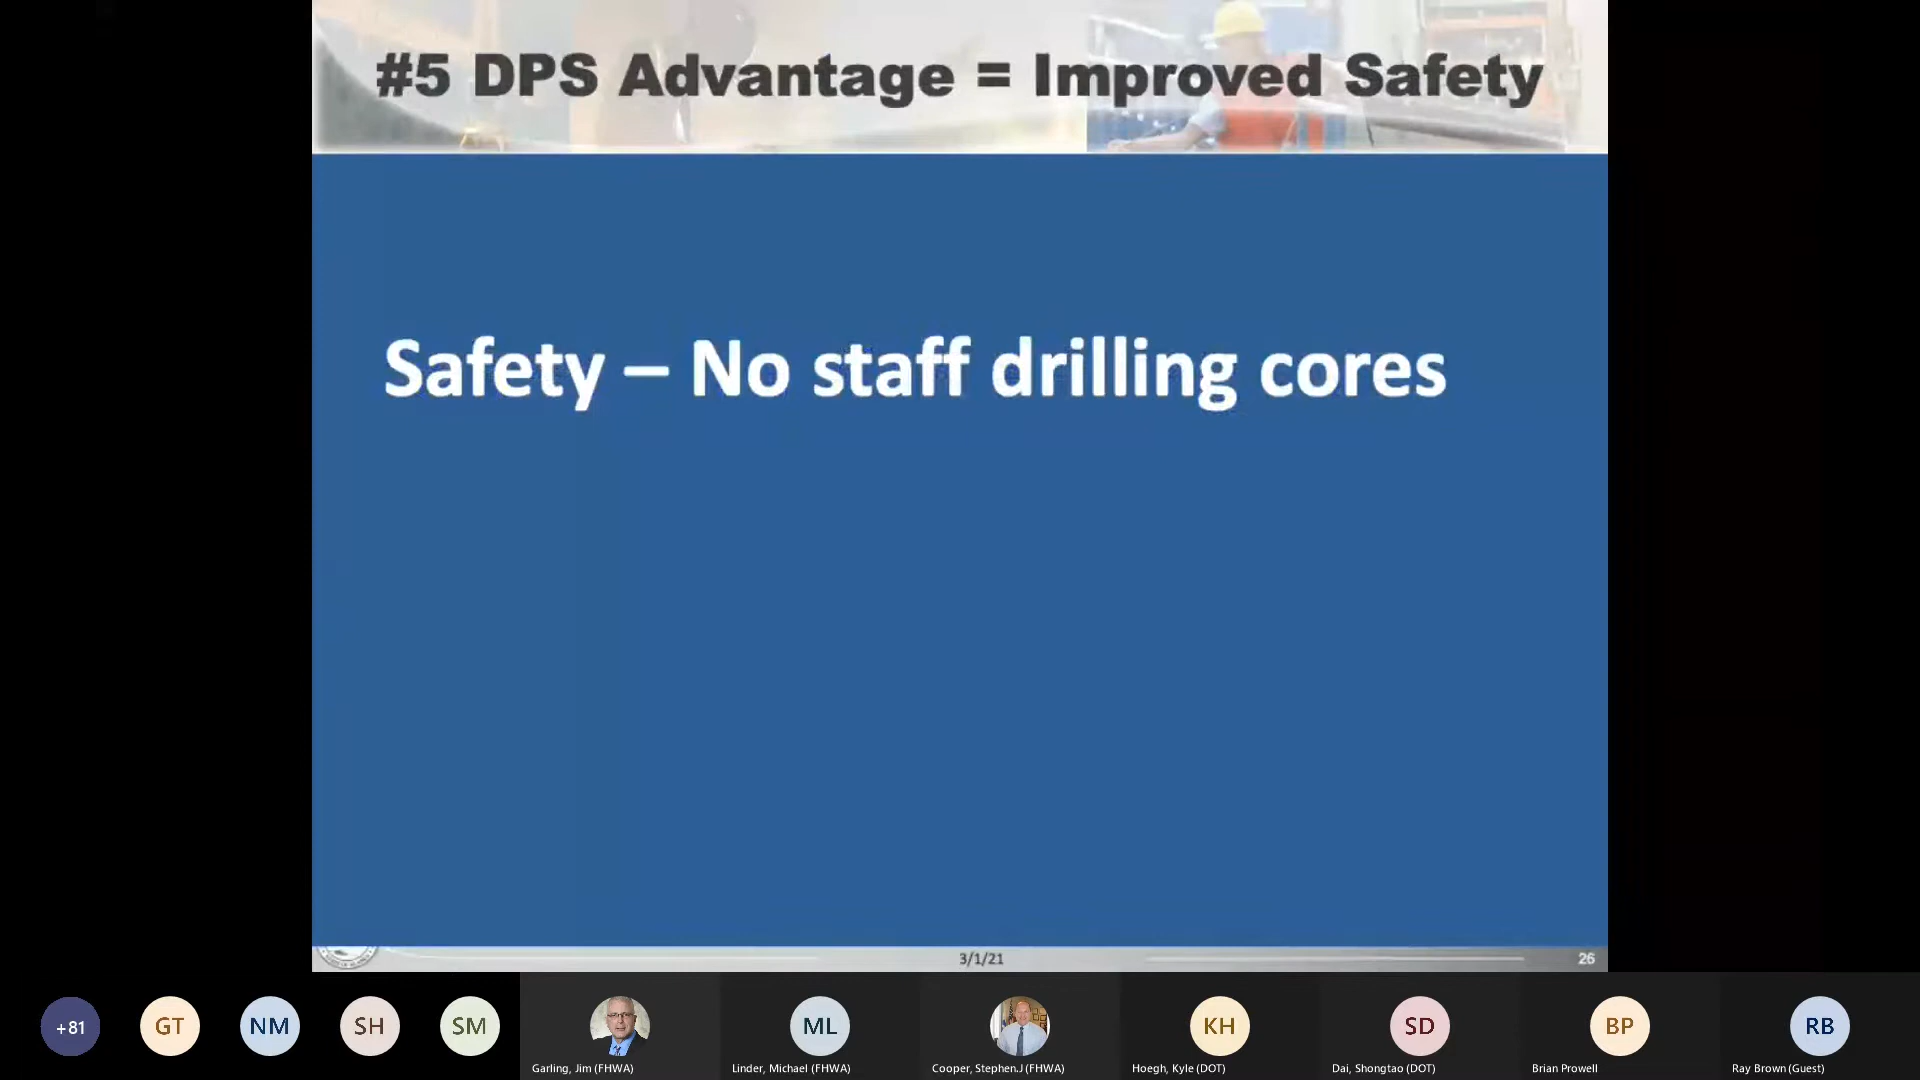 #5 DPS Advantage = Improved Safety
Safety – No staff drilling cores
3/1/21
26
+81
GT
NM
SH
SM
ML
KH
SD
BP
RB
Garling, Jim (FHWA)
Linder, Michael (FHWA)
Cooper, Stephen.J (FHWA)
Hoegh, Kyle (DOT)
Dai, Shongtao (DOT)
Brian Prowell
Ray Brown (Guest)